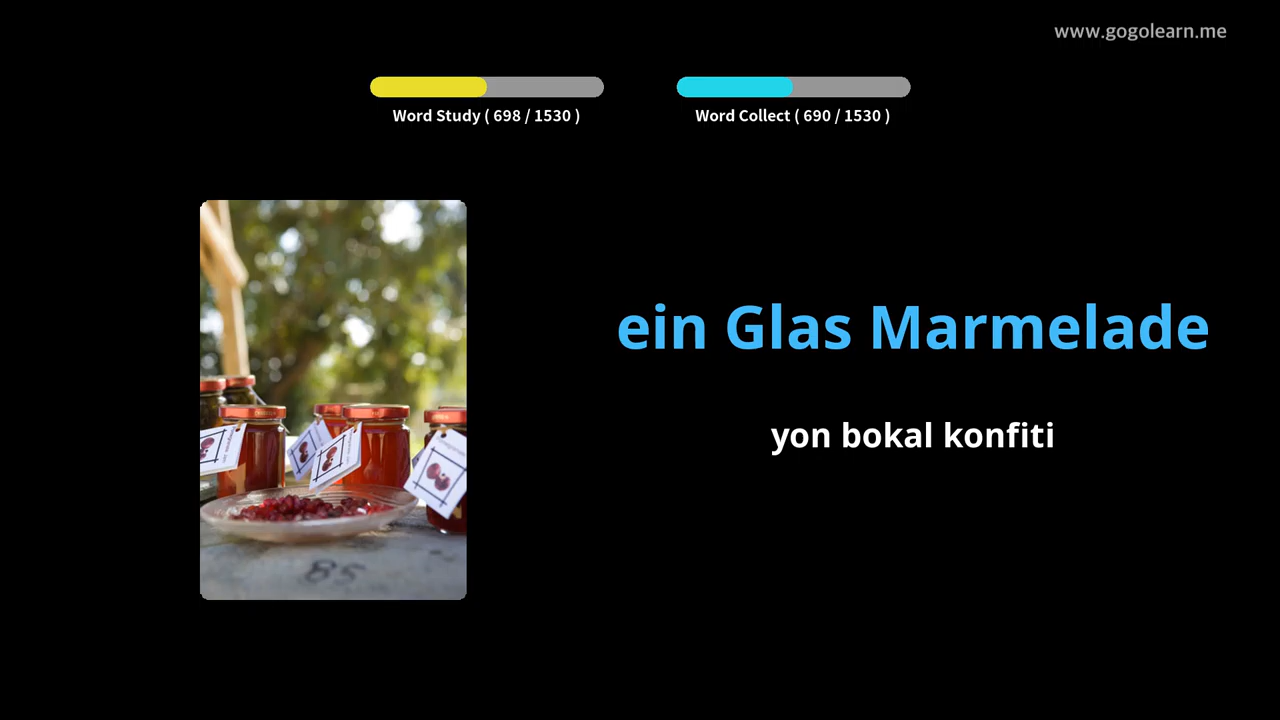 www.gogolearn.me
Word Study ( 698 / 1530 )
Word Collect ( 690 / 1530 )
ein Glas Marmelade
yon bokal konfiti
85